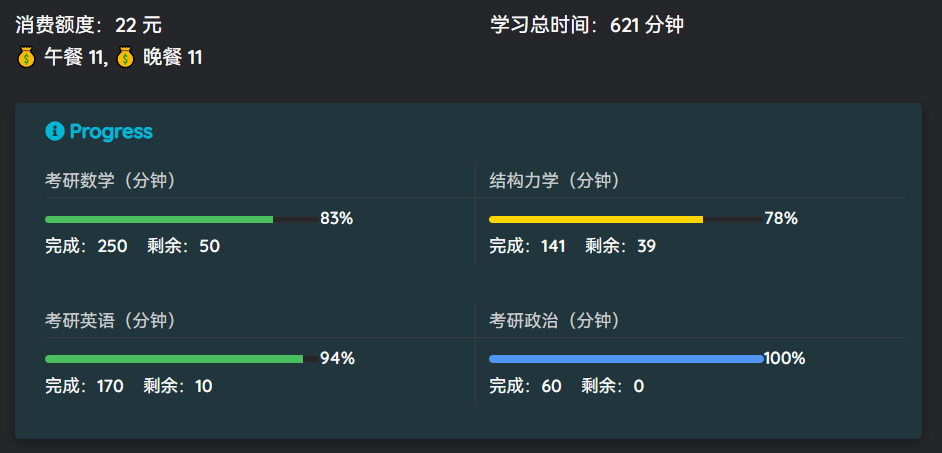 消费额度：22 元
学习总时间：621 分钟
💰 午餐 11, 💰 晚餐 11
Progress
考研数学（分钟）
83%
完成：250 剩余：50
结构力学（分钟）
78%
完成：141 剩余：39
考研英语（分钟）
94%
完成：170 剩余：10
考研政治（分钟）
100%
完成：60 剩余：0